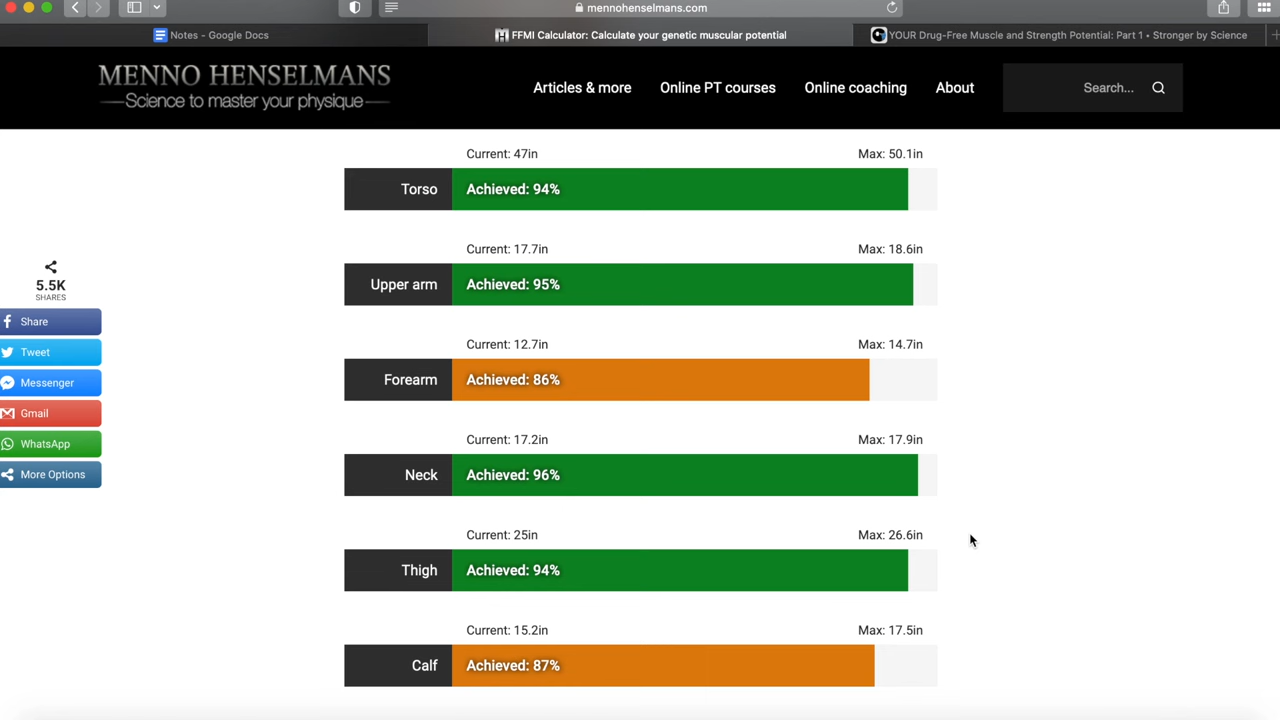 mennohenselmans.com
Notes - Google Docs
FFMI Calculator: Calculate your genetic muscular potential
YOUR Drug-Free Muscle and Strength Potential: Part 1 • Stronger by Science
MENNO HENSELMANS
Science to master your physique
Articles & more
Online PT courses
Online coaching
About
Search...
Current: 47in
Max: 50.1in
Torso
Achieved: 94%
Current: 17.7in
Max: 18.6in
Upper arm
Achieved: 95%
5.5K
SHARES
Share
Tweet
Messenger
Gmail
WhatsApp
More Options
Current: 12.7in
Max: 14.7in
Forearm
Achieved: 86%
Current: 17.2in
Max: 17.9in
Neck
Achieved: 96%
Current: 25in
Max: 26.6in
Thigh
Achieved: 94%
Current: 15.2in
Max: 17.5in
Calf
Achieved: 87%